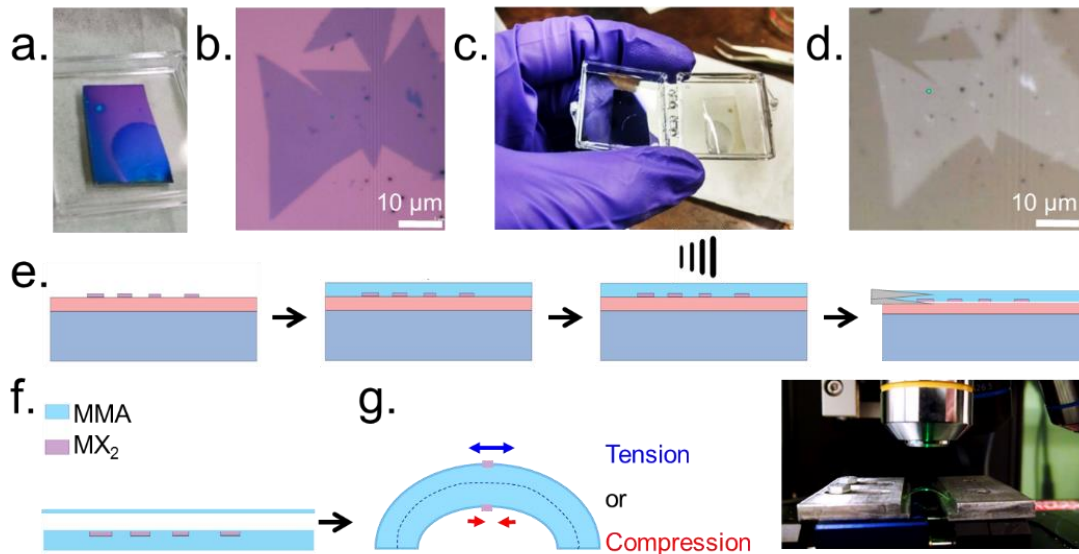 a.
b.
c.
d.
10 µm
10 µm
e.
f.
MMA
MX₂
g.
Tension
or
Compression